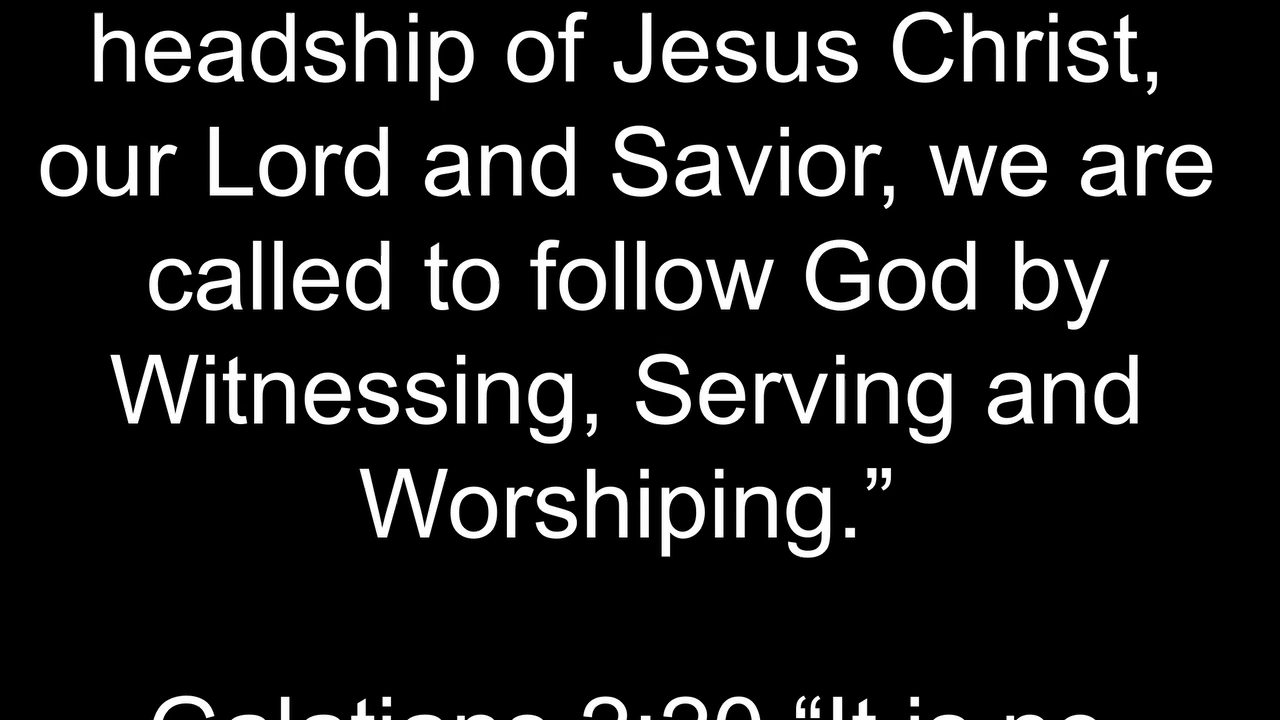 headship of Jesus Christ,
our Lord and Savior, we are
called to follow God by
Witnessing, Serving and
Worshiping.”
Galatians 2:20 “It is no